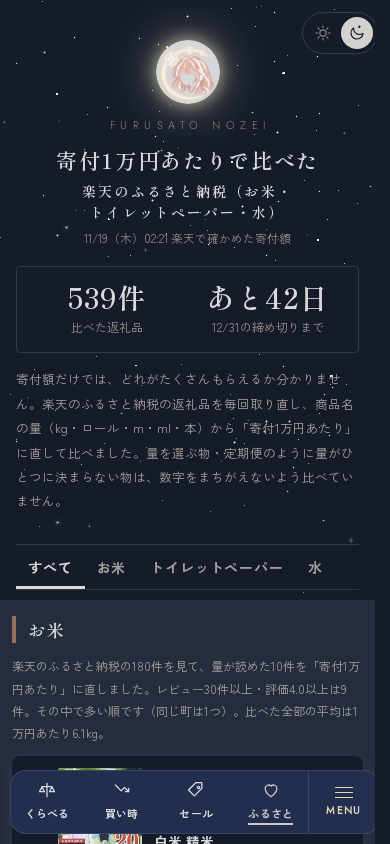 FURUSATO NOZEI
寄付1万円あたりで比べた
楽天のふるさと納税（お米・
トイレットペーパー・水）
11/19（木）02:21 楽天で確かめた寄付額
539件
比べた返礼品
あと42日
12/31の締め切りまで
寄付額だけでは、どれがたくさんもらえるか分かりませ
ん。楽天のふるさと納税の返礼品を毎回取り直し、商品名
の量（kg・ロール・m・ml・本）から「寄付1万円あたり」
に直して比べました。量を選ぶ物・定期便のように量がひ
とつに決まらない物は、数字をまちがえないよう比べてい
ません。
すべて
お米
トイレットペーパー
水
お米
楽天のふるさと納税の180件を見て、量が読めた10件を「寄付1万
円あたり」に直しました。レビュー30件以上・評価4.0以上は9
件。その中で多い順です（同じ町は1つ）。比べた全部の平均は1
万円あたり6.1kg。
くらべる
買い時
セール
ふるさと
MENU
白米 精米